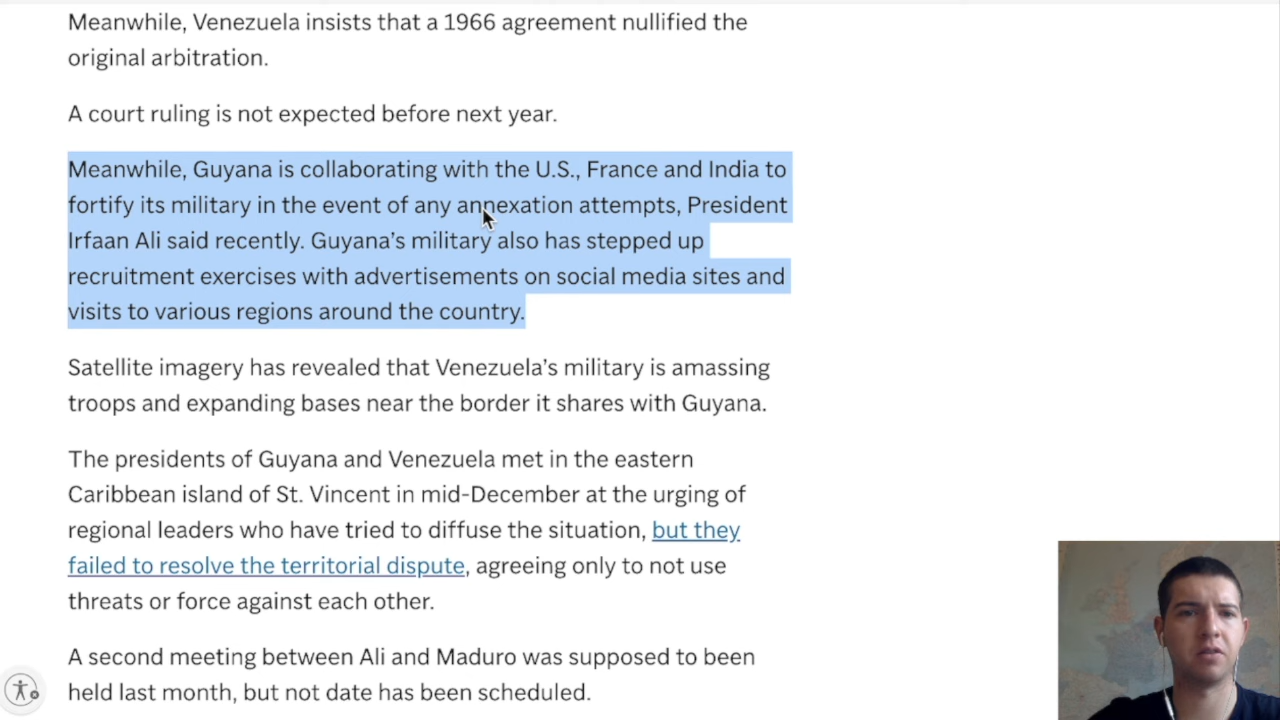 Meanwhile, Venezuela insists that a 1966 agreement nullified the
original arbitration.
A court ruling is not expected before next year.
Meanwhile, Guyana is collaborating with the U.S., France and India to
fortify its military in the event of any annexation attempts, President
Irfaan Ali said recently. Guyana’s military also has stepped up
recruitment exercises with advertisements on social media sites and
visits to various regions around the country.
Satellite imagery has revealed that Venezuela’s military is amassing
troops and expanding bases near the border it shares with Guyana.
The presidents of Guyana and Venezuela met in the eastern
Caribbean island of St. Vincent in mid-December at the urging of
regional leaders who have tried to diffuse the situation, but they
failed to resolve the territorial dispute, agreeing only to not use
threats or force against each other.
A second meeting between Ali and Maduro was supposed to been
held last month, but not date has been scheduled.